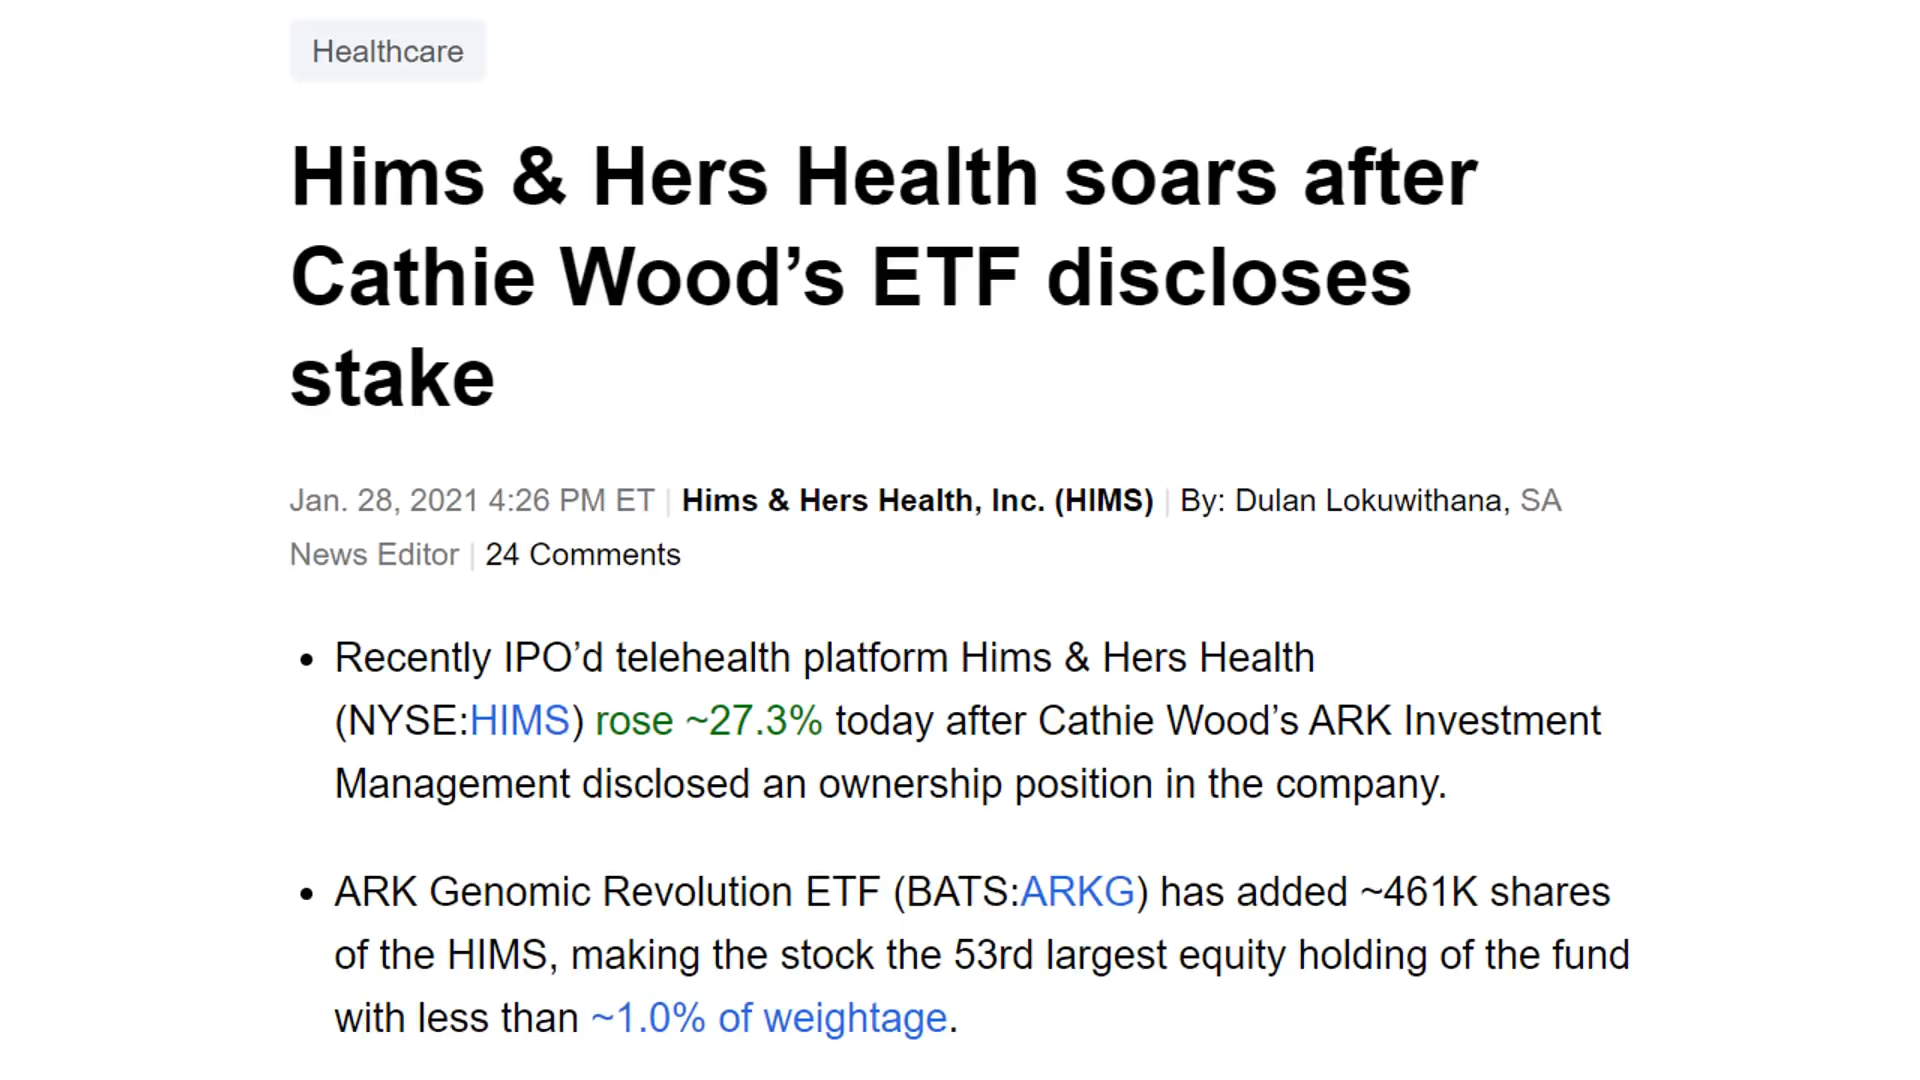 Healthcare
Hims & Hers Health soars after
Cathie Wood’s ETF discloses
stake
Jan. 28, 2021 4:26 PM ET | Hims & Hers Health, Inc. (HIMS) | By: Dulan Lokuwithana, SA
News Editor | 24 Comments
• Recently IPO’d telehealth platform Hims & Hers Health
(NYSE:HIMS) rose ~27.3% today after Cathie Wood’s ARK Investment
Management disclosed an ownership position in the company.
• ARK Genomic Revolution ETF (BATS:ARKG) has added ~461K shares
of the HIMS, making the stock the 53rd largest equity holding of the fund
with less than ~1.0% of weightage.